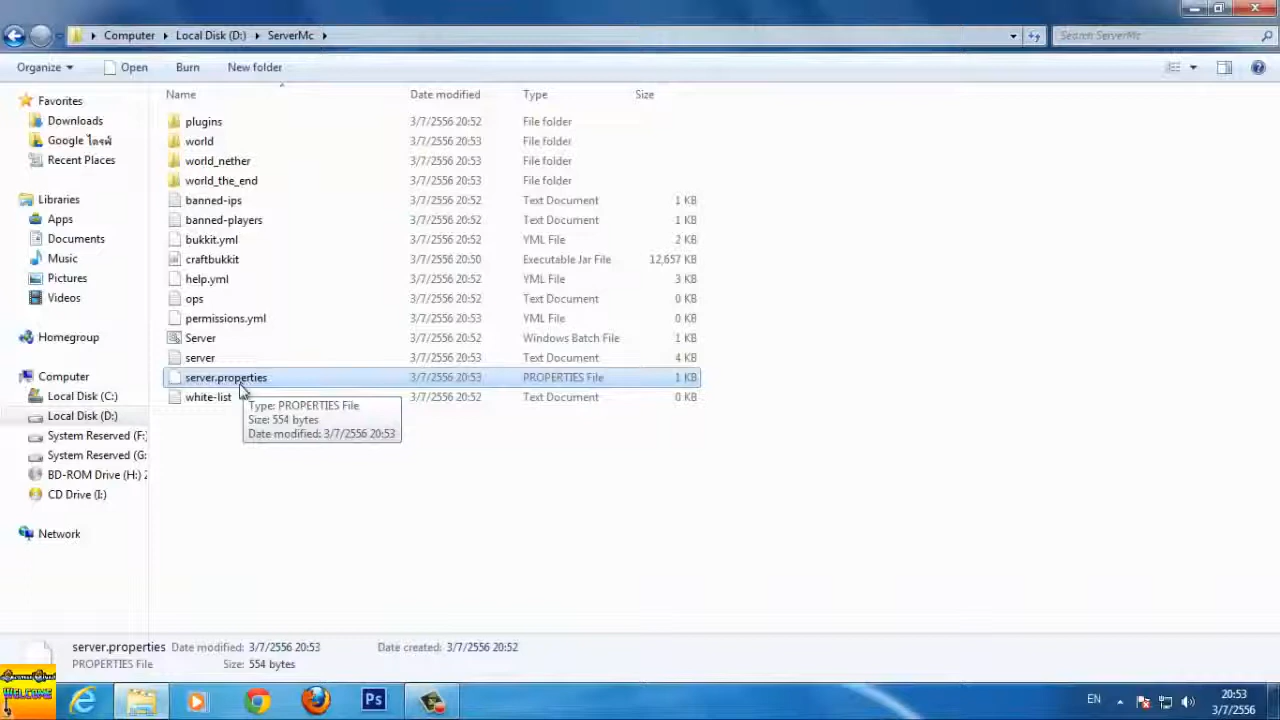 Computer Local Disk (D:) ServerMc
Search ServerMc
Organize Open Burn New folder
Name Date modified Type Size
Favorites
Downloads
Google ไดรฟ์
Recent Places
Libraries
Apps
Documents
Music
Pictures
Videos
Homegroup
Computer
Local Disk (C:)
Local Disk (D:)
System Reserved (F:
System Reserved (G:
BD-ROM Drive (H:) 2
CD Drive (I:)
Network
plugins 3/7/2556 20:52 File folder
world 3/7/2556 20:53 File folder
world_nether 3/7/2556 20:53 File folder
world_the_end 3/7/2556 20:53 File folder
banned-ips 3/7/2556 20:52 Text Document 1 KB
banned-players 3/7/2556 20:52 Text Document 1 KB
bukkit.yml 3/7/2556 20:52 YML File 2 KB
craftbukkit 3/7/2556 20:50 Executable Jar File 12,657 KB
help.yml 3/7/2556 20:52 YML File 3 KB
ops 3/7/2556 20:52 Text Document 0 KB
permissions.yml 3/7/2556 20:53 YML File 0 KB
Server 3/7/2556 20:52 Windows Batch File 1 KB
server 3/7/2556 20:53 Text Document 4 KB
server.properties 3/7/2556 20:53 PROPERTIES File 1 KB
white-list 3/7/2556 20:52 Text Document 0 KB
Type: PROPERTIES File
Size: 554 bytes
Date modified: 3/7/2556 20:53
server.properties Date modified: 3/7/2556 20:53 Date created: 3/7/2556 20:52
PROPERTIES File Size: 554 bytes
WELCOME
Ps
EN
20:53
3/7/2556